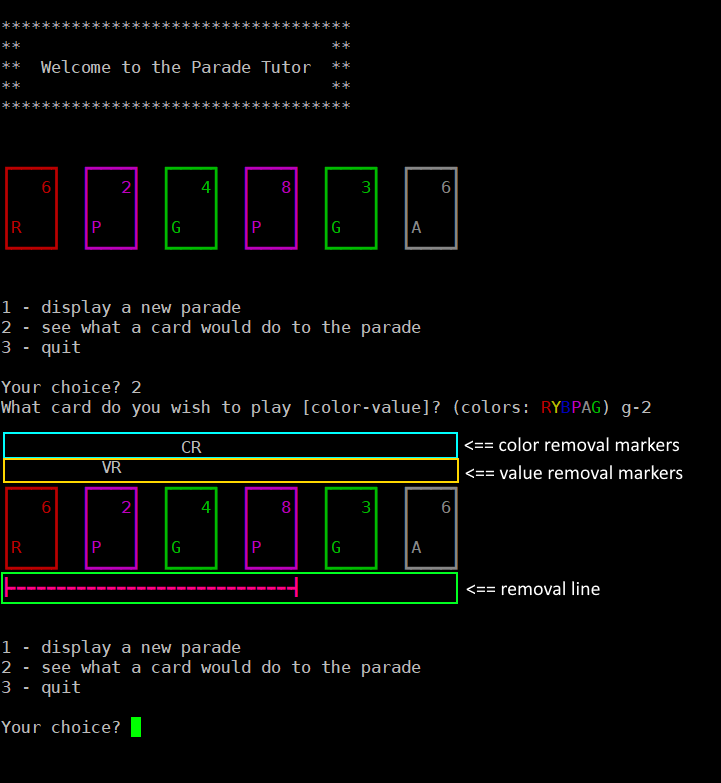 ***********************************
**                               **
**  Welcome to the Parade Tutor  **
**                               **
***********************************
6 2 4 8 3 6
R P G P G A
1 - display a new parade
2 - see what a card would do to the parade
3 - quit
Your choice? 2
What card do you wish to play [color-value]? (colors: RYBPAG) g-2
CR <== color removal markers
VR <== value removal markers
6 2 4 8 3 6
R P G P G A
<== removal line
1 - display a new parade
2 - see what a card would do to the parade
3 - quit
Your choice?